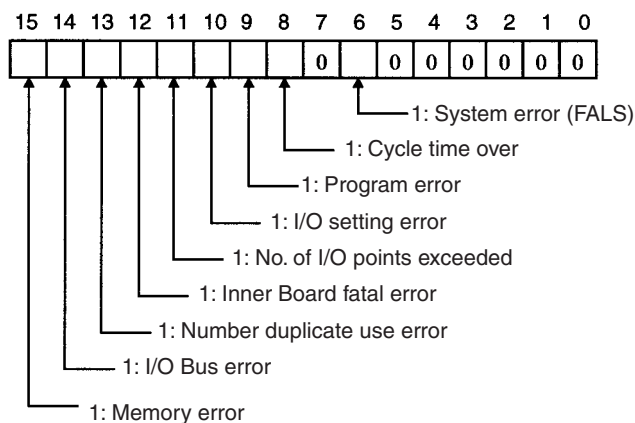 15 14 13 12 11 10 9 8 7 6 5 4 3 2 1 0
0 0 0 0 0 0 0
1: System error (FALS)
1: Cycle time over
1: Program error
1: I/O setting error
1: No. of I/O points exceeded
1: Inner Board fatal error
1: Number duplicate use error
1: I/O Bus error
1: Memory error